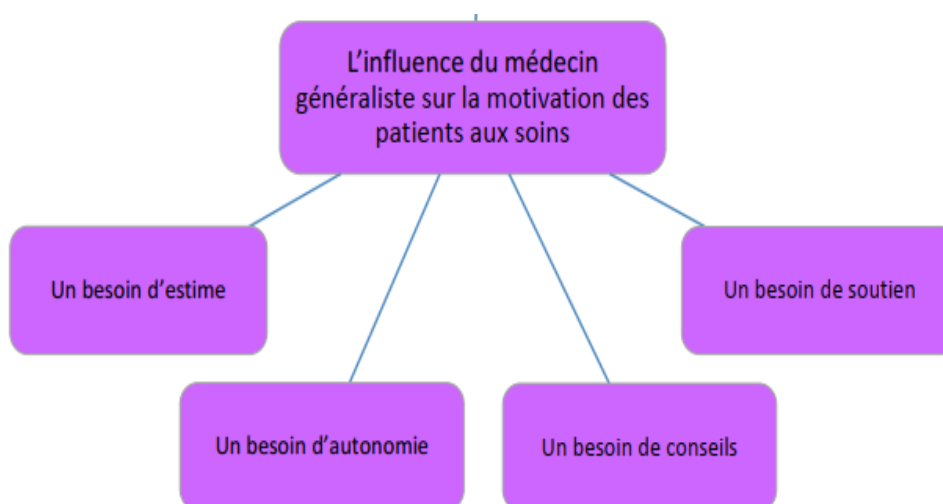 L’influence du médecin
généraliste sur la motivation des
patients aux soins
Un besoin d’estime
Un besoin de soutien
Un besoin d’autonomie
Un besoin de conseils